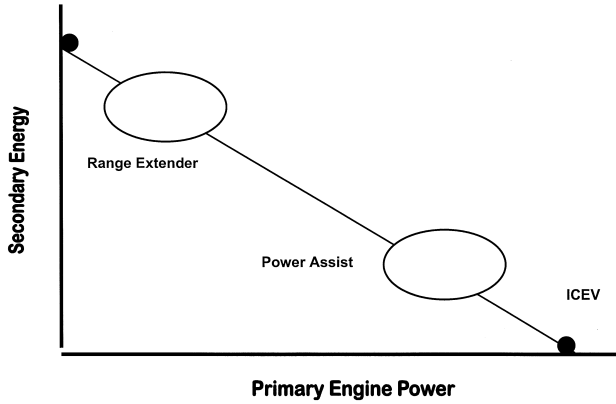 Secondary Energy
Range Extender
Power Assist
ICEV
Primary Engine Power